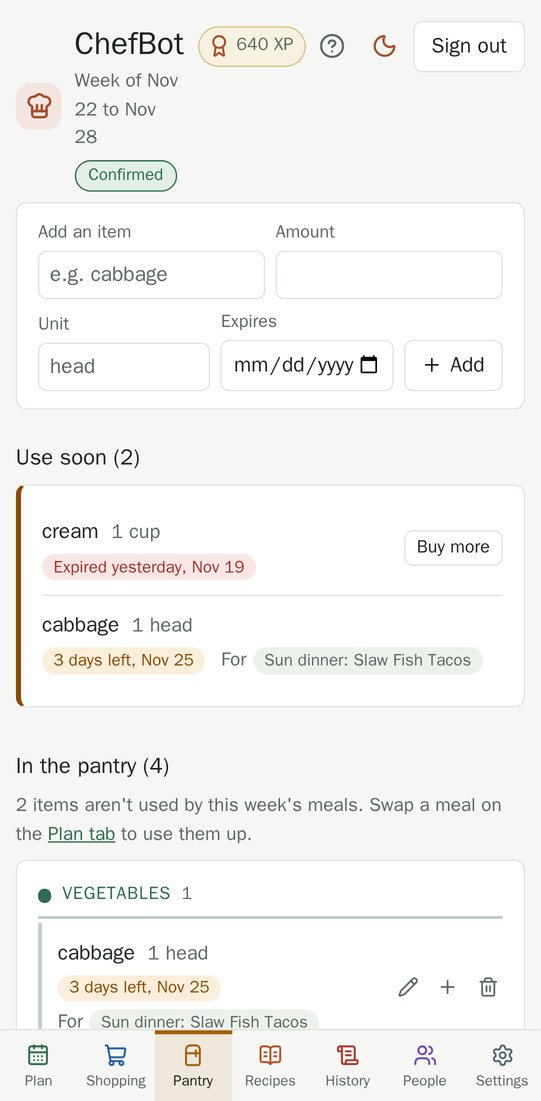 ChefBot
640 XP
Sign out
Week of Nov
22 to Nov
28
Confirmed
Add an item
Amount
e.g. cabbage
Unit
Expires
head
mm/dd/yyyy
+ Add
Use soon (2)
cream 1 cup
Buy more
Expired yesterday, Nov 19
cabbage 1 head
3 days left, Nov 25 For Sun dinner: Slaw Fish Tacos
In the pantry (4)
2 items aren't used by this week's meals. Swap a meal on
the Plan tab to use them up.
VEGETABLES 1
cabbage 1 head
3 days left, Nov 25
For Sun dinner: Slaw Fish Tacos
Plan Shopping Pantry Recipes History People Settings